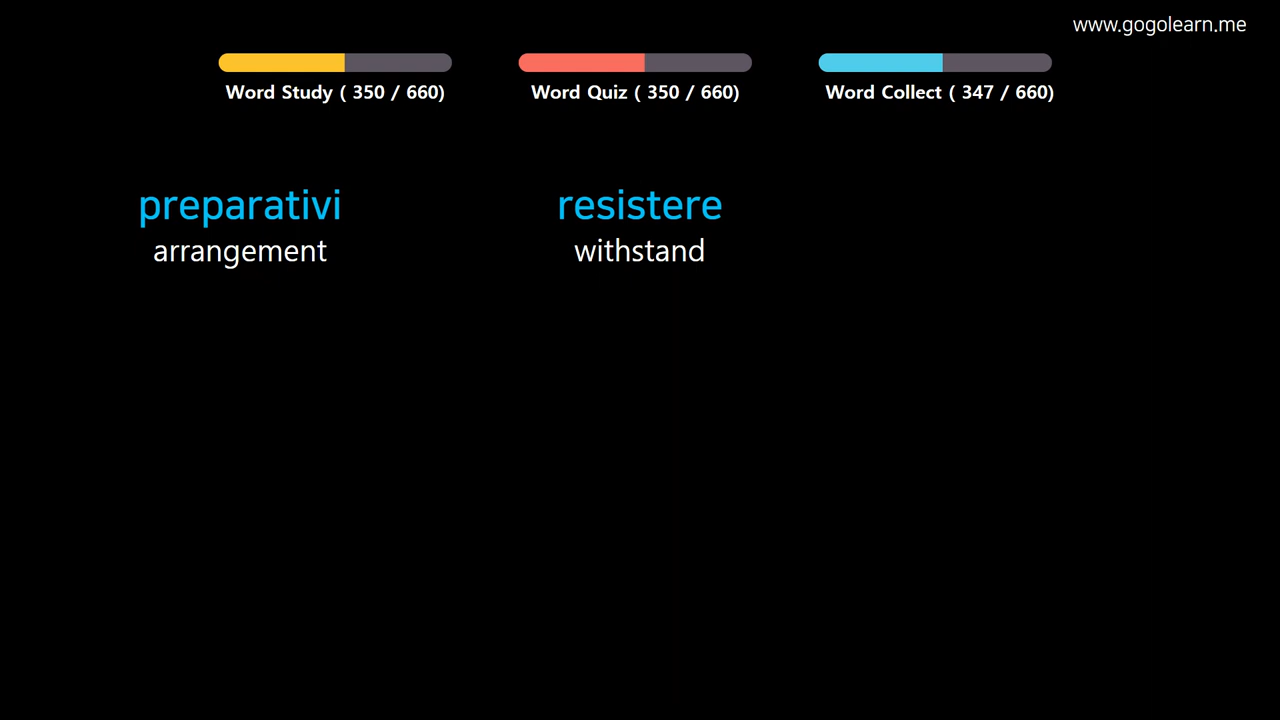 www.gogolearn.me
Word Study ( 350 / 660)
Word Quiz ( 350 / 660)
Word Collect ( 347 / 660)
preparativi
arrangement
resistere
withstand